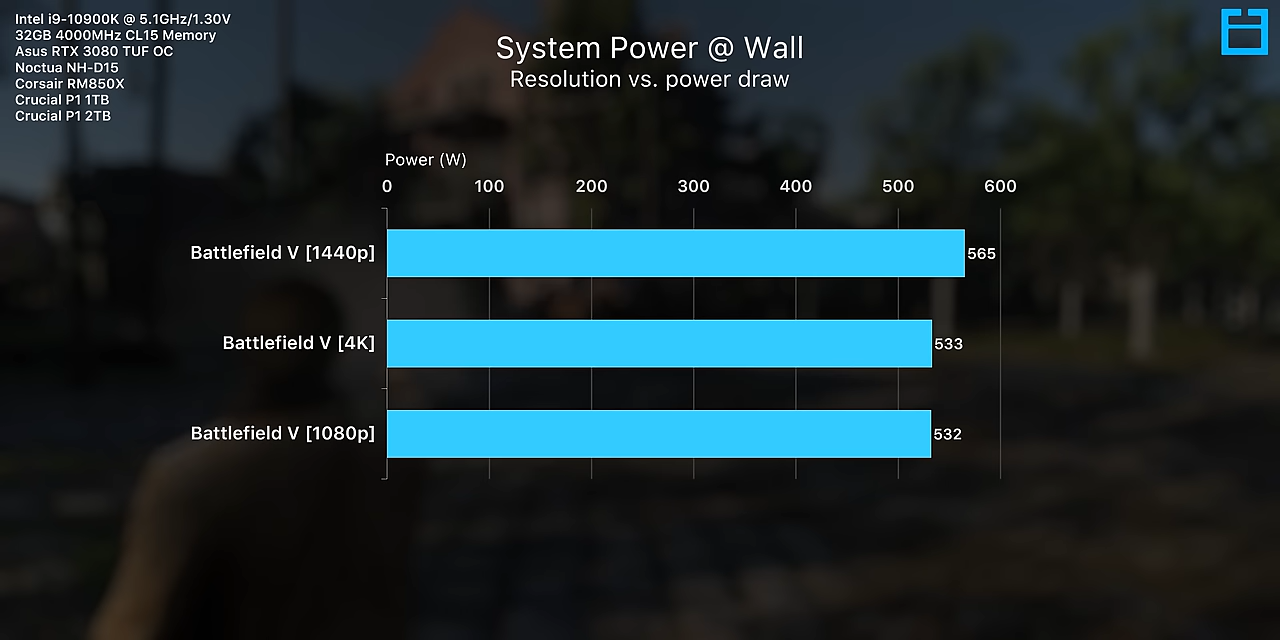 Intel i9-10900K @ 5.1GHz/1.30V
32GB 4000MHz CL15 Memory
Asus RTX 3080 TUF OC
Noctua NH-D15
Corsair RM850X
Crucial P1 1TB
Crucial P1 2TB
System Power @ Wall
Resolution vs. power draw
Power (W)
0 100 200 300 400 500 600
Battlefield V [1440p] 565
Battlefield V [4K] 533
Battlefield V [1080p] 532